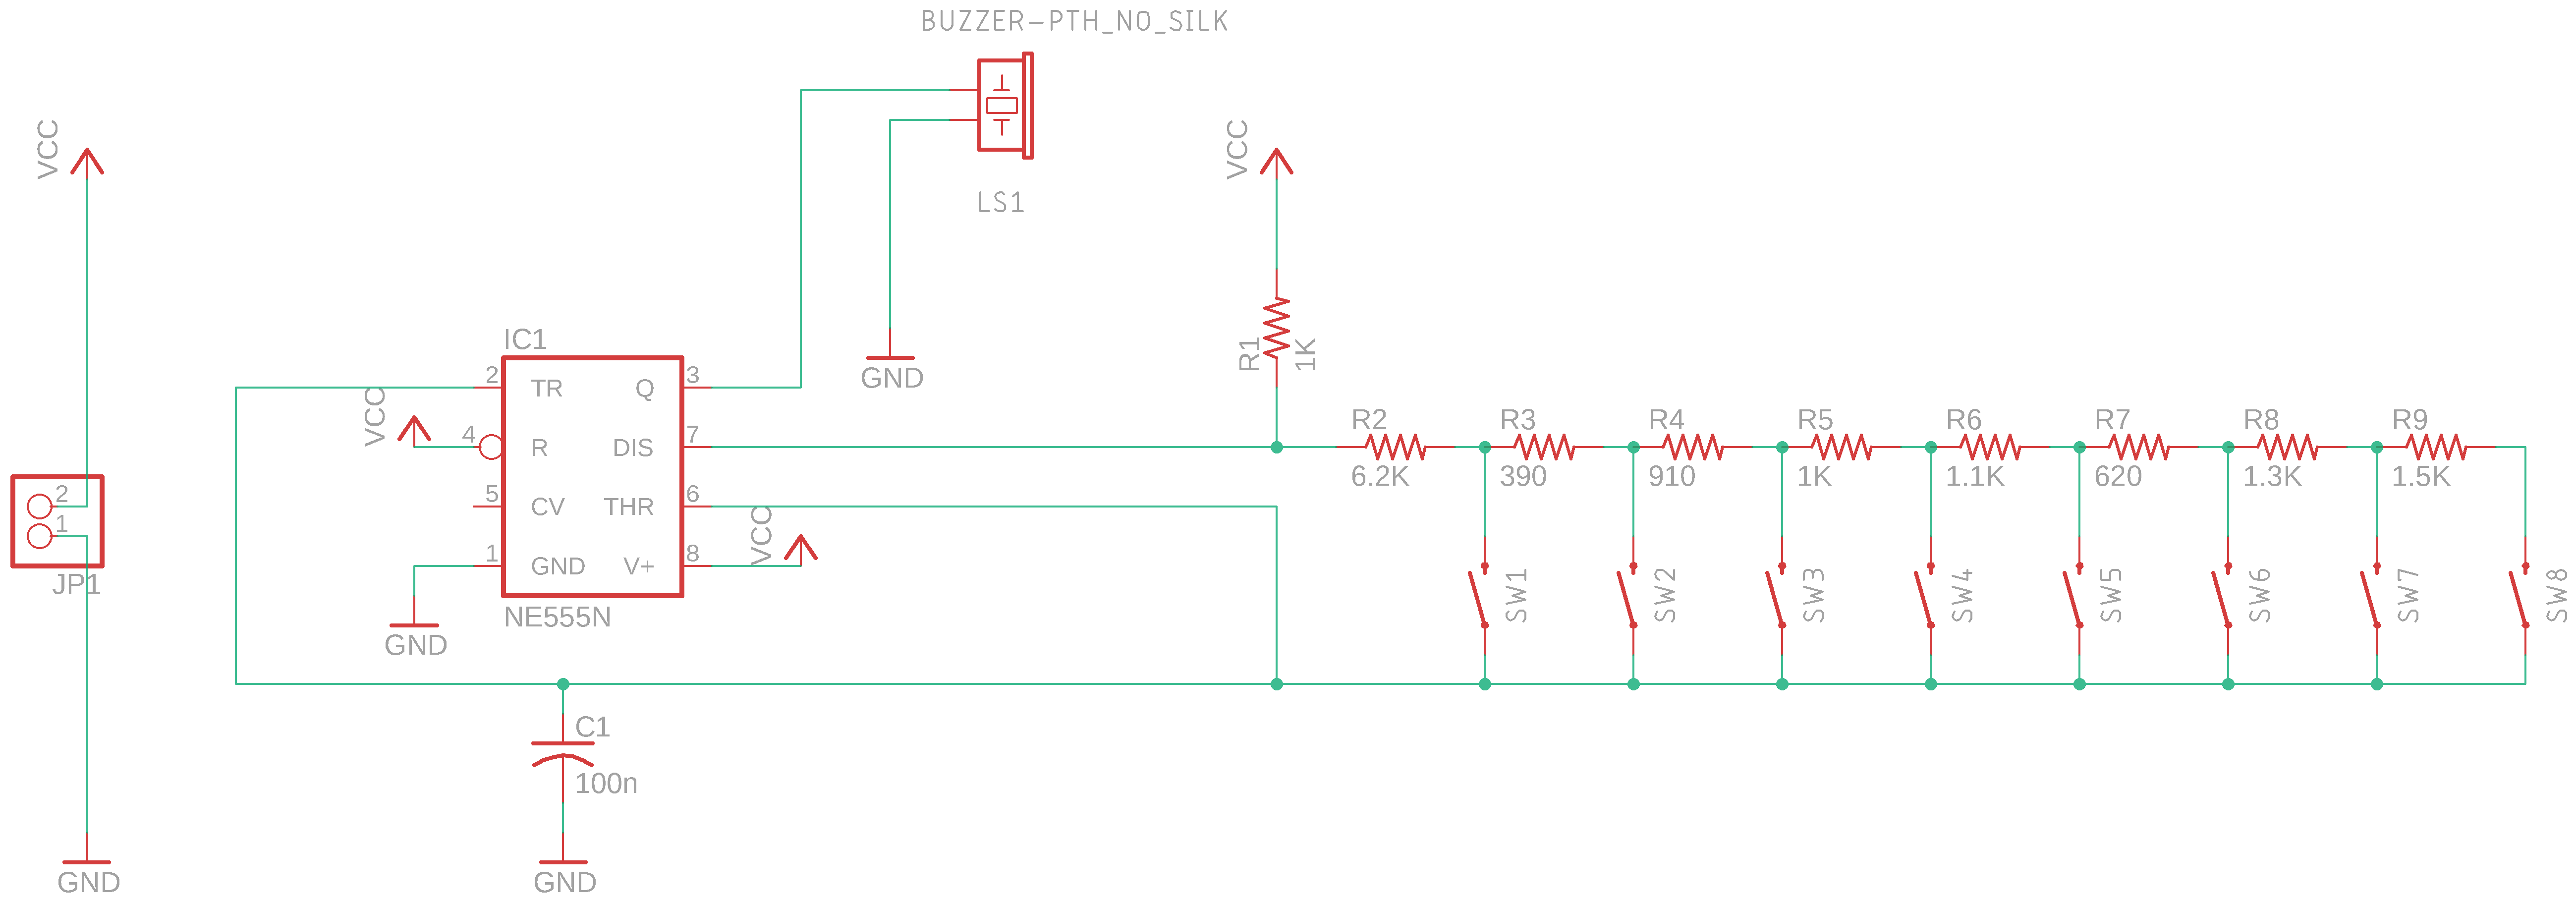 BUZZER-PTH_NO_SILK
LS1
VCC
VCC
R1
1K
GND
IC1
2
TR
Q
3
VCC
4
R
DIS
7
5
CV
THR
6
VCC
1
GND
V+
8
NE555N
GND
2
1
JP1
R2
6.2K
R3
390
R4
910
R5
1K
R6
1.1K
R7
620
R8
1.3K
R9
1.5K
SW1
SW2
SW3
SW4
SW5
SW6
SW7
SW8
C1
100n
GND
GND